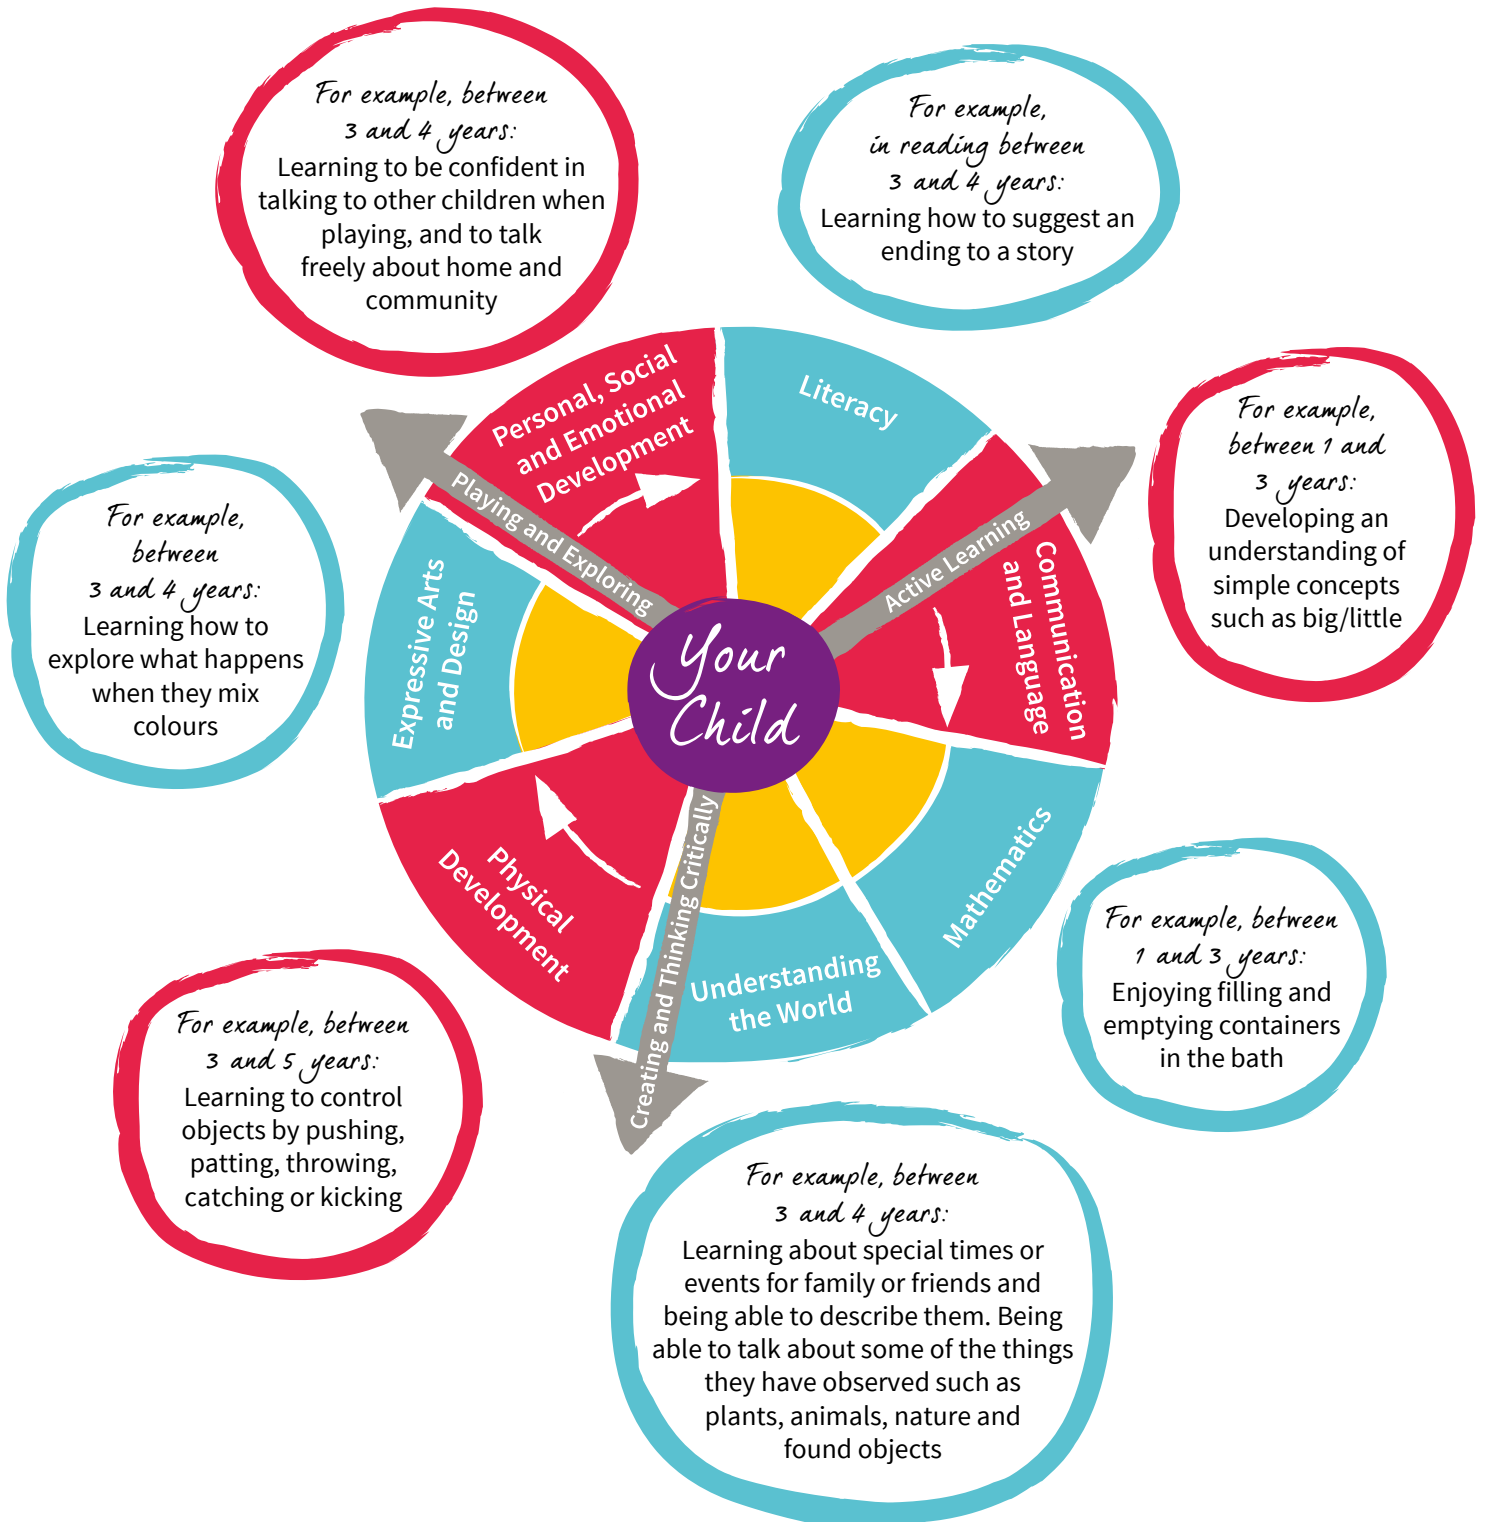 For example, between
3 and 4 years:
Learning to be confident in
talking to other children when
playing, and to talk
freely about home and
community
For example,
in reading between
3 and 4 years:
Learning how to suggest an
ending to a story
For example,
between 1 and
3 years:
Developing an
understanding of
simple concepts
such as big/little
For example,
between
3 and 4 years:
Learning how to
explore what happens
when they mix
colours
Personal, Social
and Emotional
Development
Literacy
Playing and Exploring
Active Learning
Communication
and Language
Expressive Arts
and Design
Your
Child
Physical
Development
Creating and Thinking Critically
Understanding
the World
Mathematics
For example, between
1 and 3 years:
Enjoying filling and
emptying containers
in the bath
For example, between
3 and 5 years:
Learning to control
objects by pushing,
patting, throwing,
catching or kicking
For example, between
3 and 4 years:
Learning about special times or
events for family or friends and
being able to describe them. Being
able to talk about some of the things
they have observed such as
plants, animals, nature and
found objects